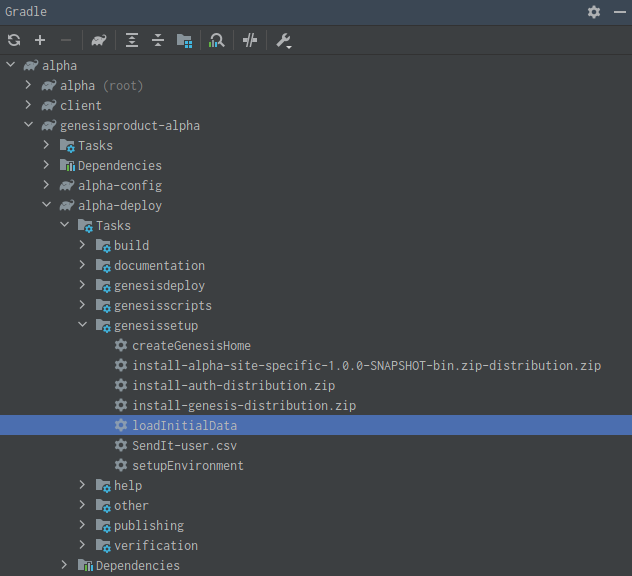 Gradle
alpha
alpha (root)
client
genesisproduct-alpha
Tasks
Dependencies
alpha-config
alpha-deploy
Tasks
build
documentation
genesisdeploy
genesisscripts
genesissetup
createGenesisHome
install-alpha-site-specific-1.0.0-SNAPSHOT-bin.zip-distribution.zip
install-auth-distribution.zip
install-genesis-distribution.zip
loadInitialData
SendIt-user.csv
setupEnvironment
help
other
publishing
verification
Dependencies